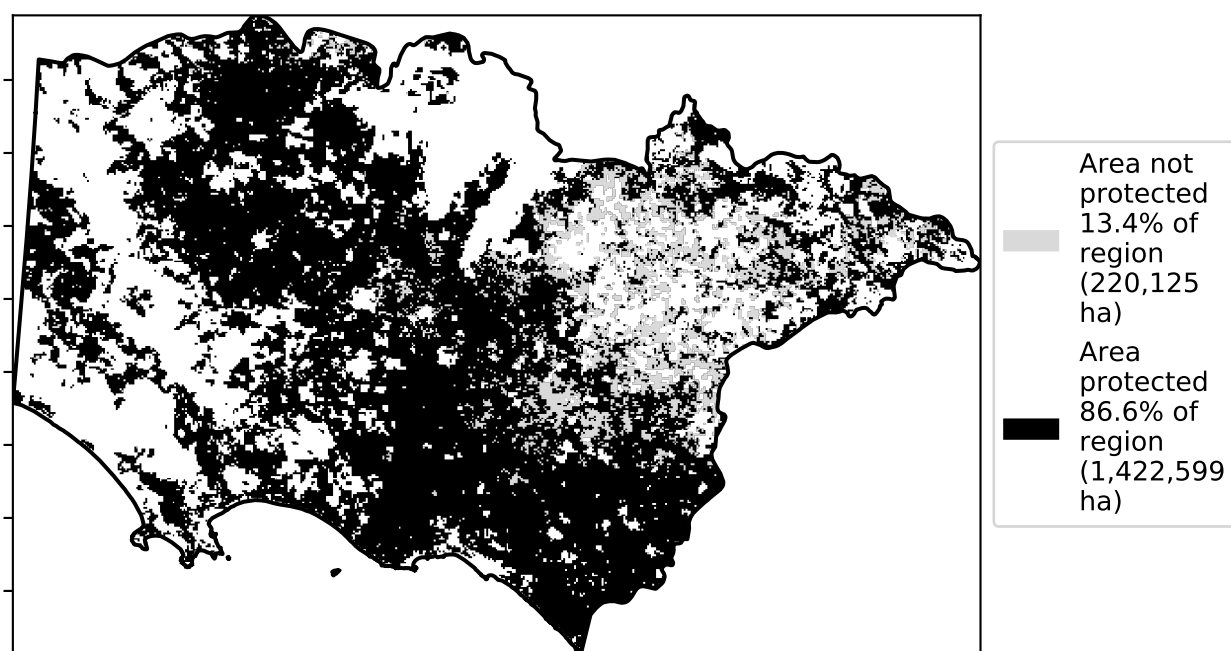 Area not
protected
13.4% of
region
(220,125
ha)
Area
protected
86.6% of
region
(1,422,599
ha)